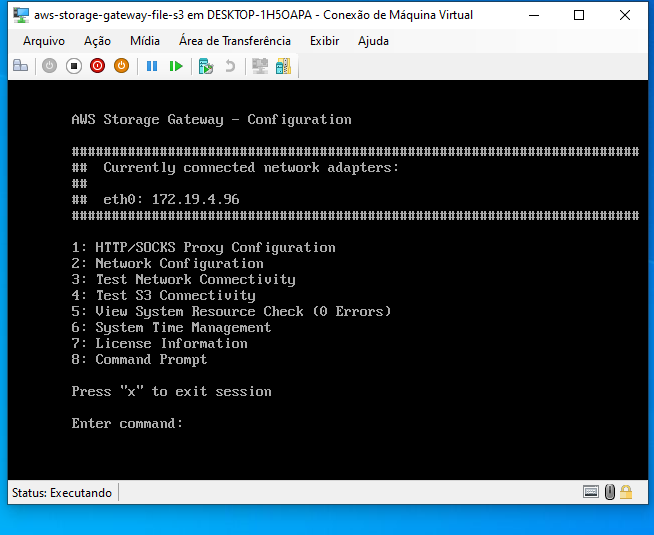 aws-storage-gateway-file-s3 em DESKTOP-1H5OAPA - Conexão de Máquina Virtual
Arquivo Ação Mídia Área de Transferência Exibir Ajuda
AWS Storage Gateway - Configuration
#######################################################################
## Currently connected network adapters:
##
## eth0: 172.19.4.96
#######################################################################
1: HTTP/SOCKS Proxy Configuration
2: Network Configuration
3: Test Network Connectivity
4: Test S3 Connectivity
5: View System Resource Check (0 Errors)
6: System Time Management
7: License Information
8: Command Prompt
Press "x" to exit session
Enter command:
Status: Executando